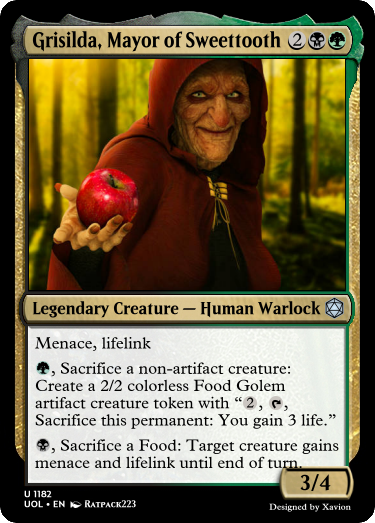 Grisilda, Mayor of Sweettooth 2
Legendary Creature — Human Warlock
Menace, lifelink
, Sacrifice a non-artifact creature:
Create a 2/2 colorless Food Golem
artifact creature token with “2, ,
Sacrifice this permanent: You gain 3 life.”
, Sacrifice a Food: Target creature gains
menace and lifelink until end of turn.
3/4
U 1182
UOL • EN Ratpack223
Designed by Xavion